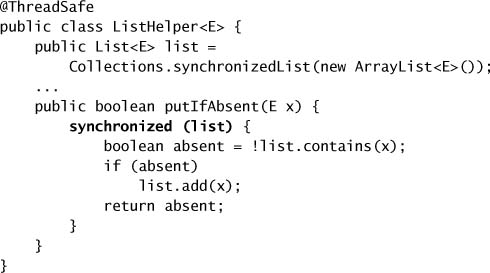 @ThreadSafe
public class ListHelper<E> {
    public List<E> list =
        Collections.synchronizedList(new ArrayList<E>());
    ...
    public boolean putIfAbsent(E x) {
        synchronized (list) {
            boolean absent = !list.contains(x);
            if (absent)
                list.add(x);
            return absent;
        }
    }
}